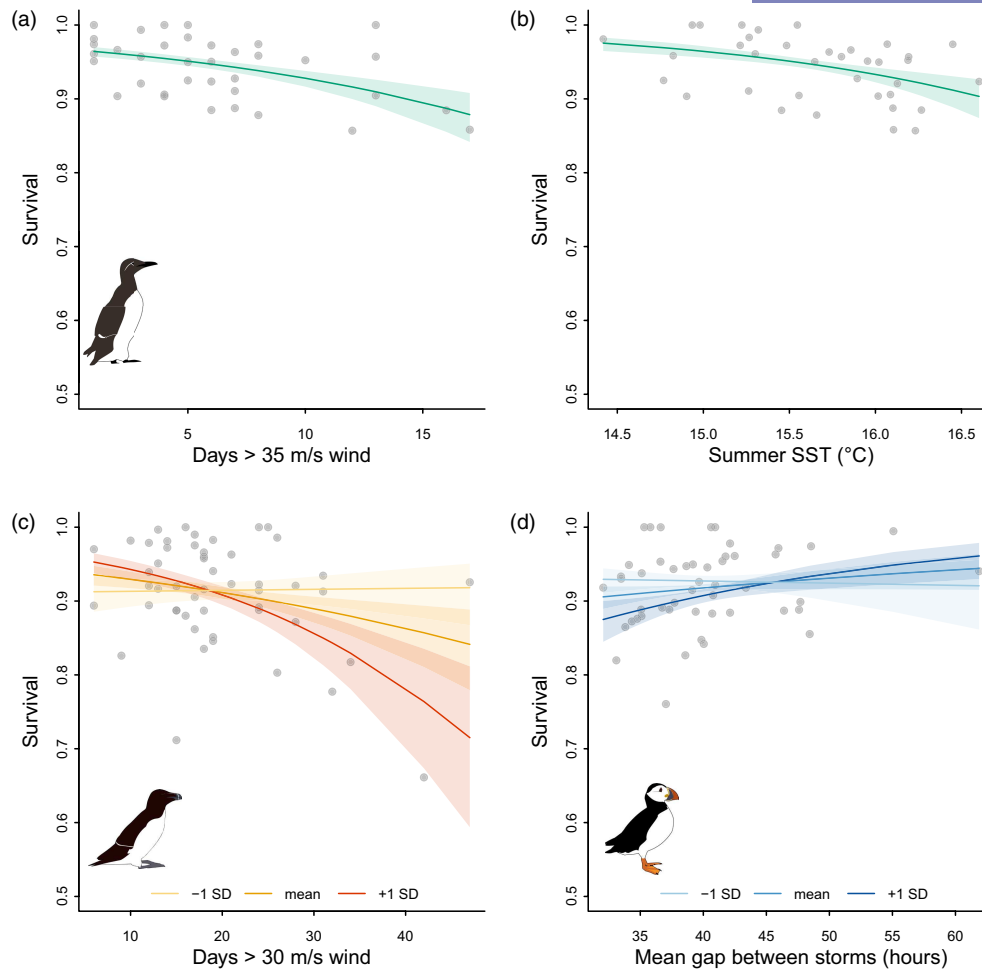 (a)
Survival
1.0
0.9
0.8
0.7
0.6
0.5
5
10
15
Days > 35 m/s wind
(b)
Survival
1.0
0.9
0.8
0.7
0.6
0.5
14.5
15.0
15.5
16.0
16.5
Summer SST (°C)
(c)
Survival
1.0
0.9
0.8
0.7
0.6
0.5
−1 SD
mean
+1 SD
10
20
30
40
Days > 30 m/s wind
(d)
Survival
1.0
0.9
0.8
0.7
0.6
0.5
−1 SD
mean
+1 SD
35
40
45
50
55
60
Mean gap between storms (hours)